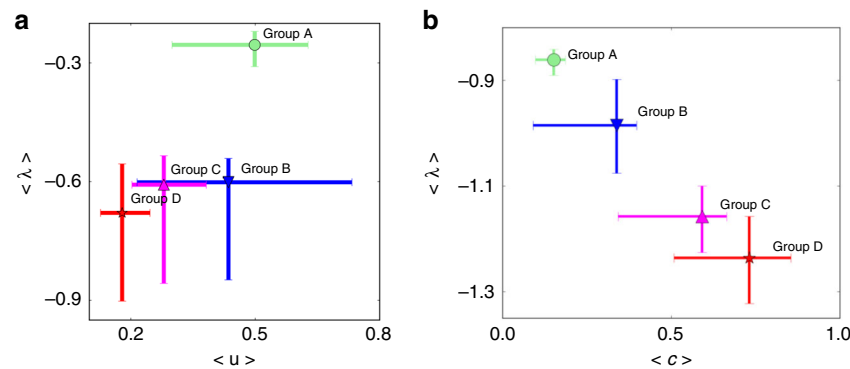 a
−0.3
−0.6
−0.9
< λ >
0.2
0.5
0.8
< u >
Group A
Group C
Group B
Group D
b
−0.9
−1.1
−1.3
< λ >
0.0
0.5
1.0
< c >
Group A
Group B
Group C
Group D